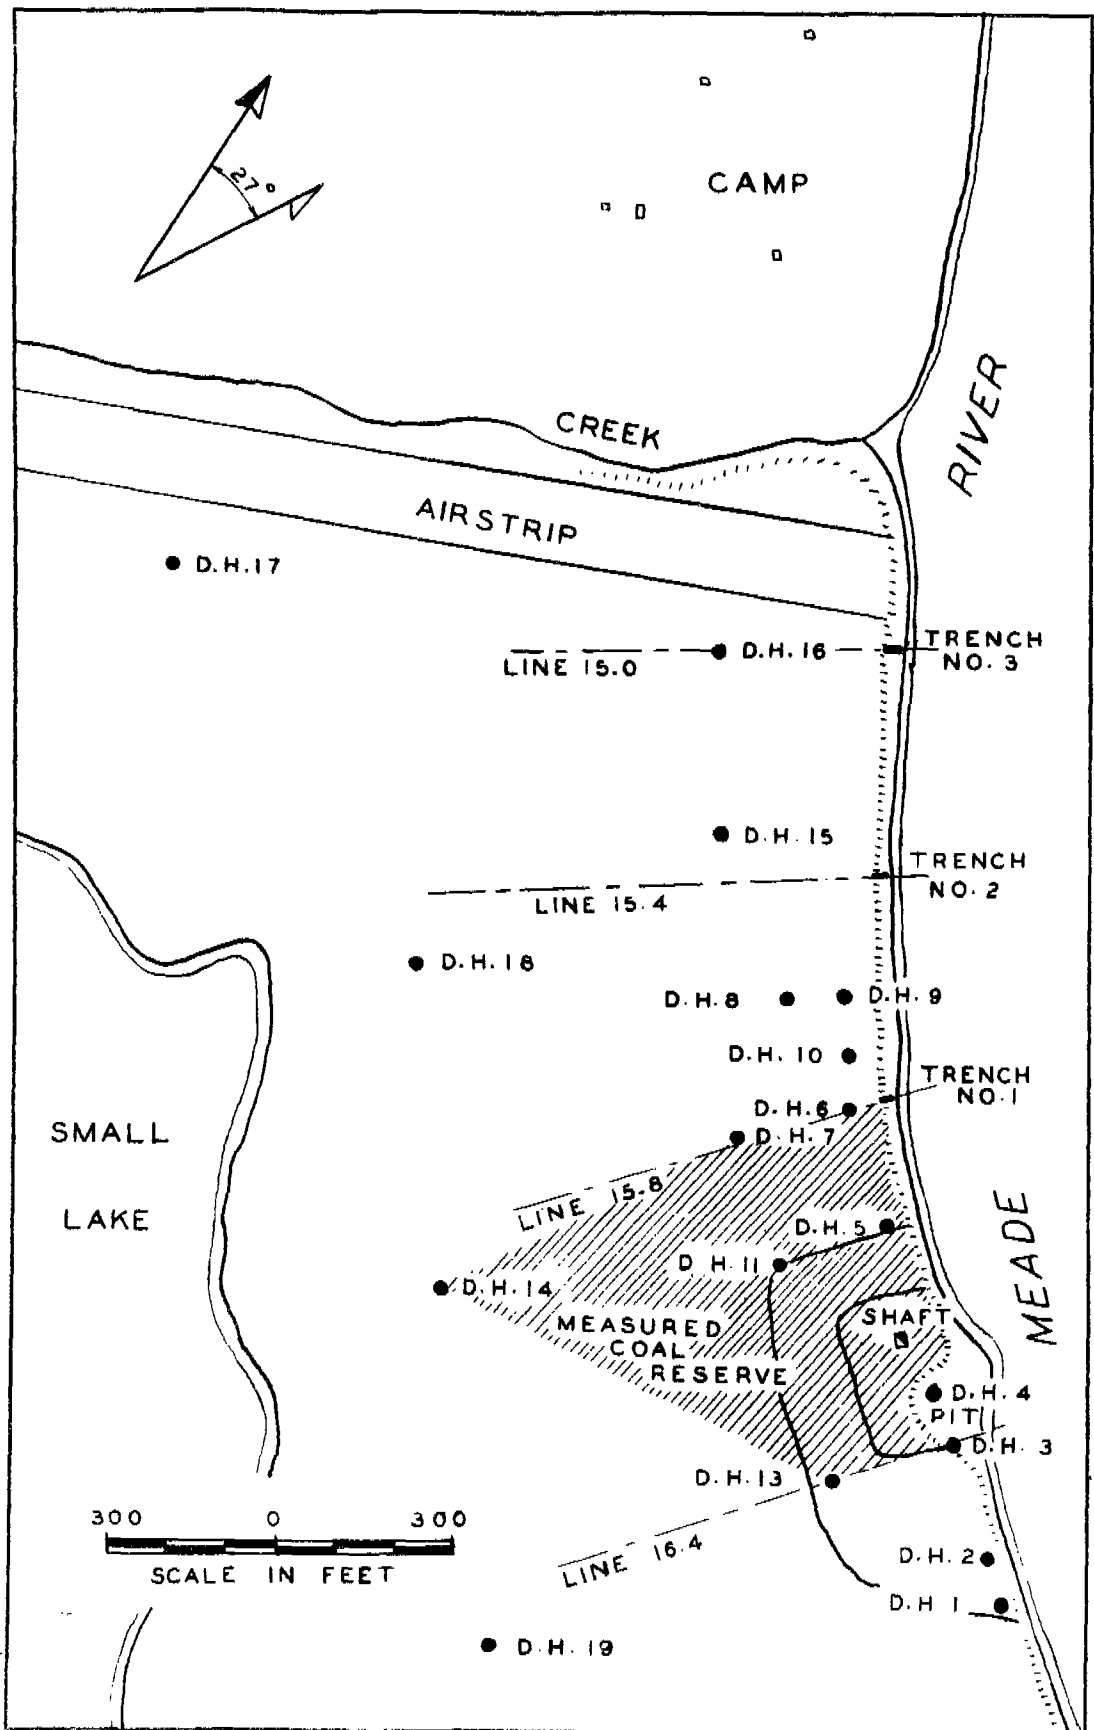 27°
CAMP
RIVER
CREEK
AIRSTRIP
D.H.17
TRENCH
NO. 3
D.H.16
LINE 15.0
D.H.15
TRENCH
NO. 2
LINE 15.4
D.H.18
D.H.8
D.H.9
D.H.10
TRENCH
NO.1
D.H.6
D.H.7
SMALL
LAKE
LINE 15.8
D.H.5
D.H.11
D.H.14
MEADE
SHAFT
MEASURED
COAL
RESERVE
D.H.4
PIT
D.H.3
D.H.13
300 0 300
SCALE IN FEET
LINE 16.4
D.H.2
D.H 1
D.H.19